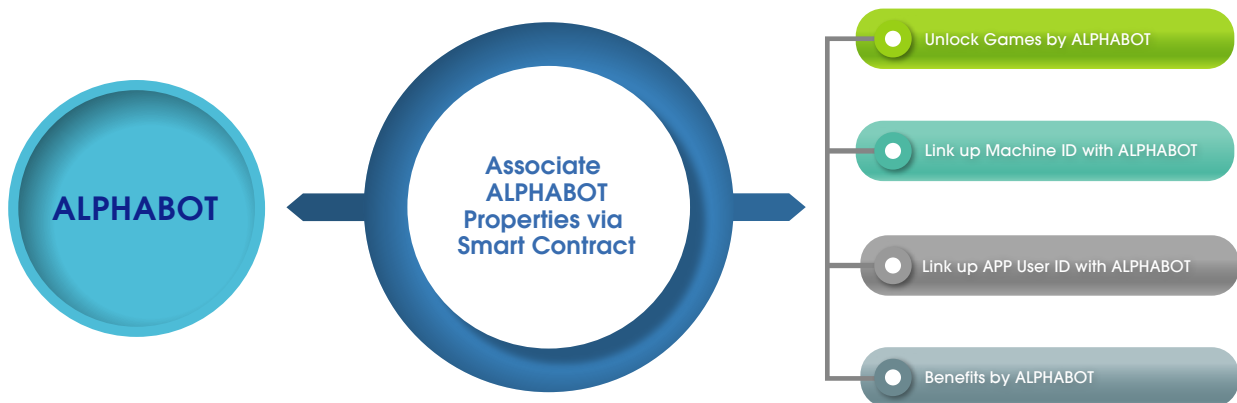 ALPHABOT
Associate
ALPHABOT
Properties via
Smart Contract
Unlock Games by ALPHABOT
Link up Machine ID with ALPHABOT
Link up APP User ID with ALPHABOT
Benefits by ALPHABOT